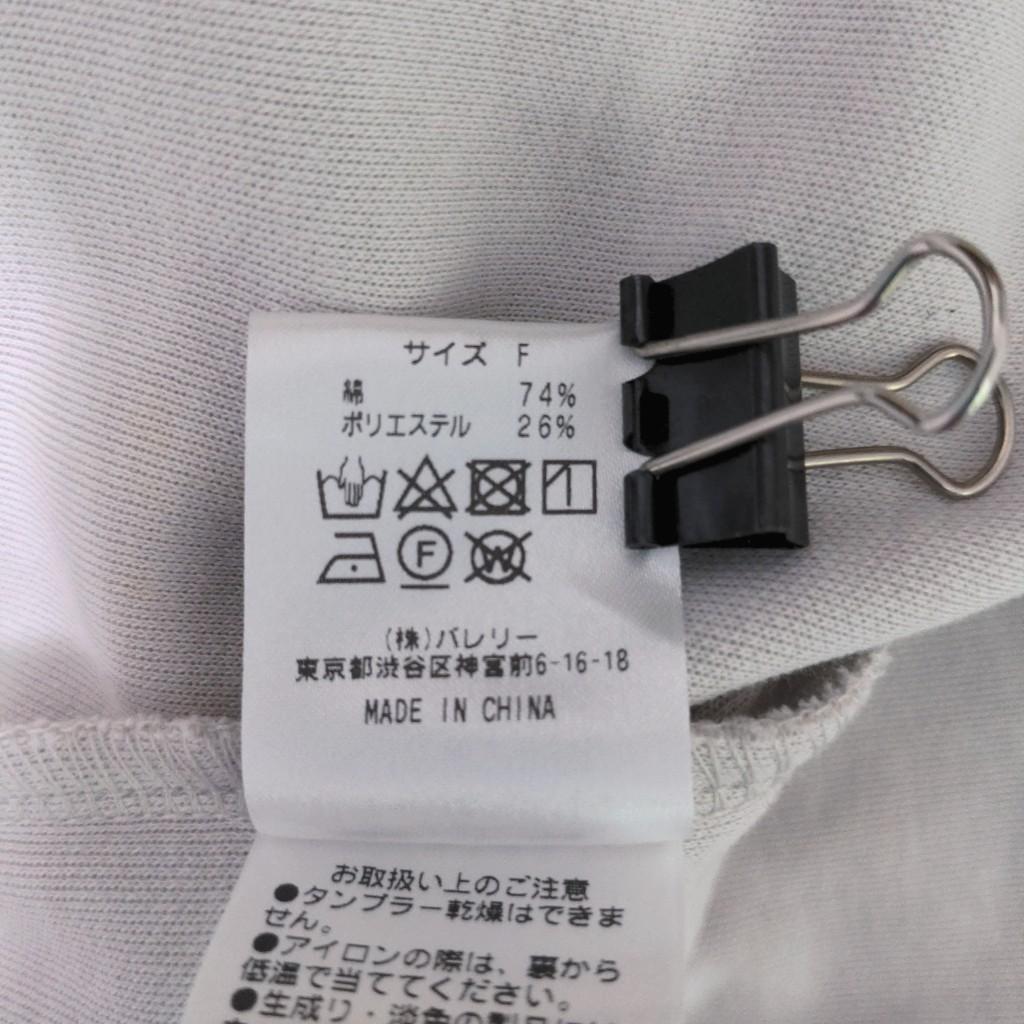 サイズ F
綿 74%
ポリエステル 26%
F
W
(株)バレリー
東京都渋谷区神宮前6-16-18
MADE IN CHINA
お取扱い上のご注意
●タンブラー乾燥はできま
せん。
●アイロンの際は、裏から
低温で当ててください。
●生成り・淡色の製品には